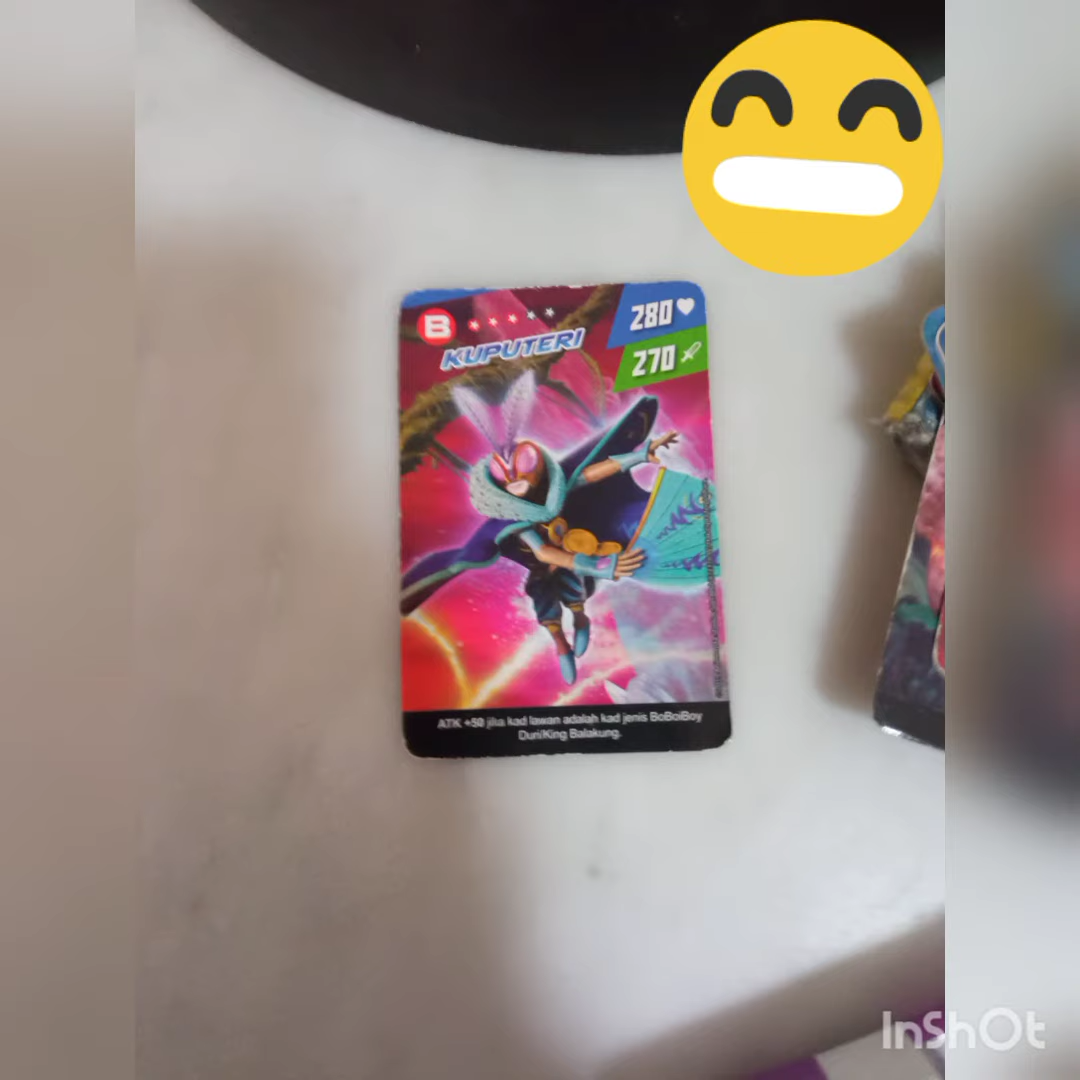 B
KUPUTERI
280
270
ATK +50 jika kad lawan adalah kad jenis BoBoiBoy
Duri/King Balakung.
InShOt